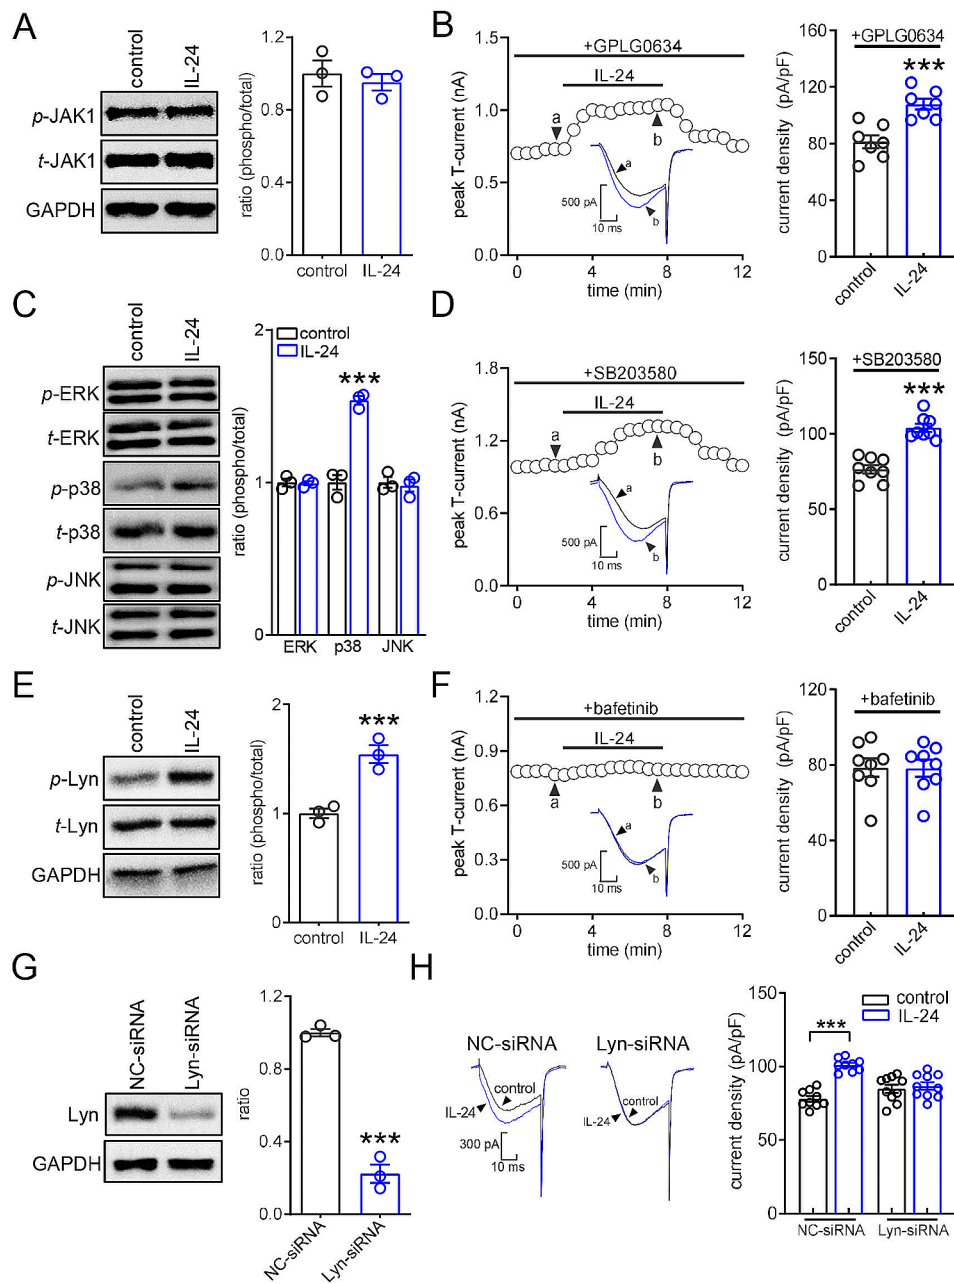 A
control
IL-24
p-JAK1
t-JAK1
GAPDH
ratio (phospho/total)
1.2
0.8
0.4
0.0
control IL-24
B
peak T-current (nA)
1.5
1.0
0.5
0.0
+GPLG0634
IL-24
a
b
a
b
500 pA
10 ms
0 4 8 12
time (min)
current density (pA/pF)
160
120
80
40
0
+GPLG0634
***
control
IL-24
C
control
IL-24
p-ERK
t-ERK
p-p38
t-p38
p-JNK
t-JNK
ratio (phospho/total)
2
1
0
control
IL-24
***
ERK p38 JNK
D
peak T-current (nA)
1.8
1.2
0.6
0.0
+SB203580
IL-24
a
b
a
b
500 pA
10 ms
0 4 8 12
time (min)
current density (pA/pF)
150
100
50
0
+SB203580
***
control
IL-24
E
control
IL-24
p-Lyn
t-Lyn
GAPDH
ratio (phospho/total)
2
1
0
***
control IL-24
F
peak T-current (nA)
1.2
0.9
0.6
0.3
0.0
+bafetinib
IL-24
a
b
a
b
500 pA
10 ms
0 4 8 12
time (min)
current density (pA/pF)
120
80
40
0
+bafetinib
control
IL-24
G
NC-siRNA
Lyn-siRNA
Lyn
GAPDH
ratio
1.2
0.8
0.4
0.0
***
NC-siRNA
Lyn-siRNA
H
NC-siRNA
control
IL-24
300 pA
10 ms
Lyn-siRNA
control
IL-24
current density (pA/pF)
150
100
50
0
control
IL-24
***
NC-siRNA Lyn-siRNA